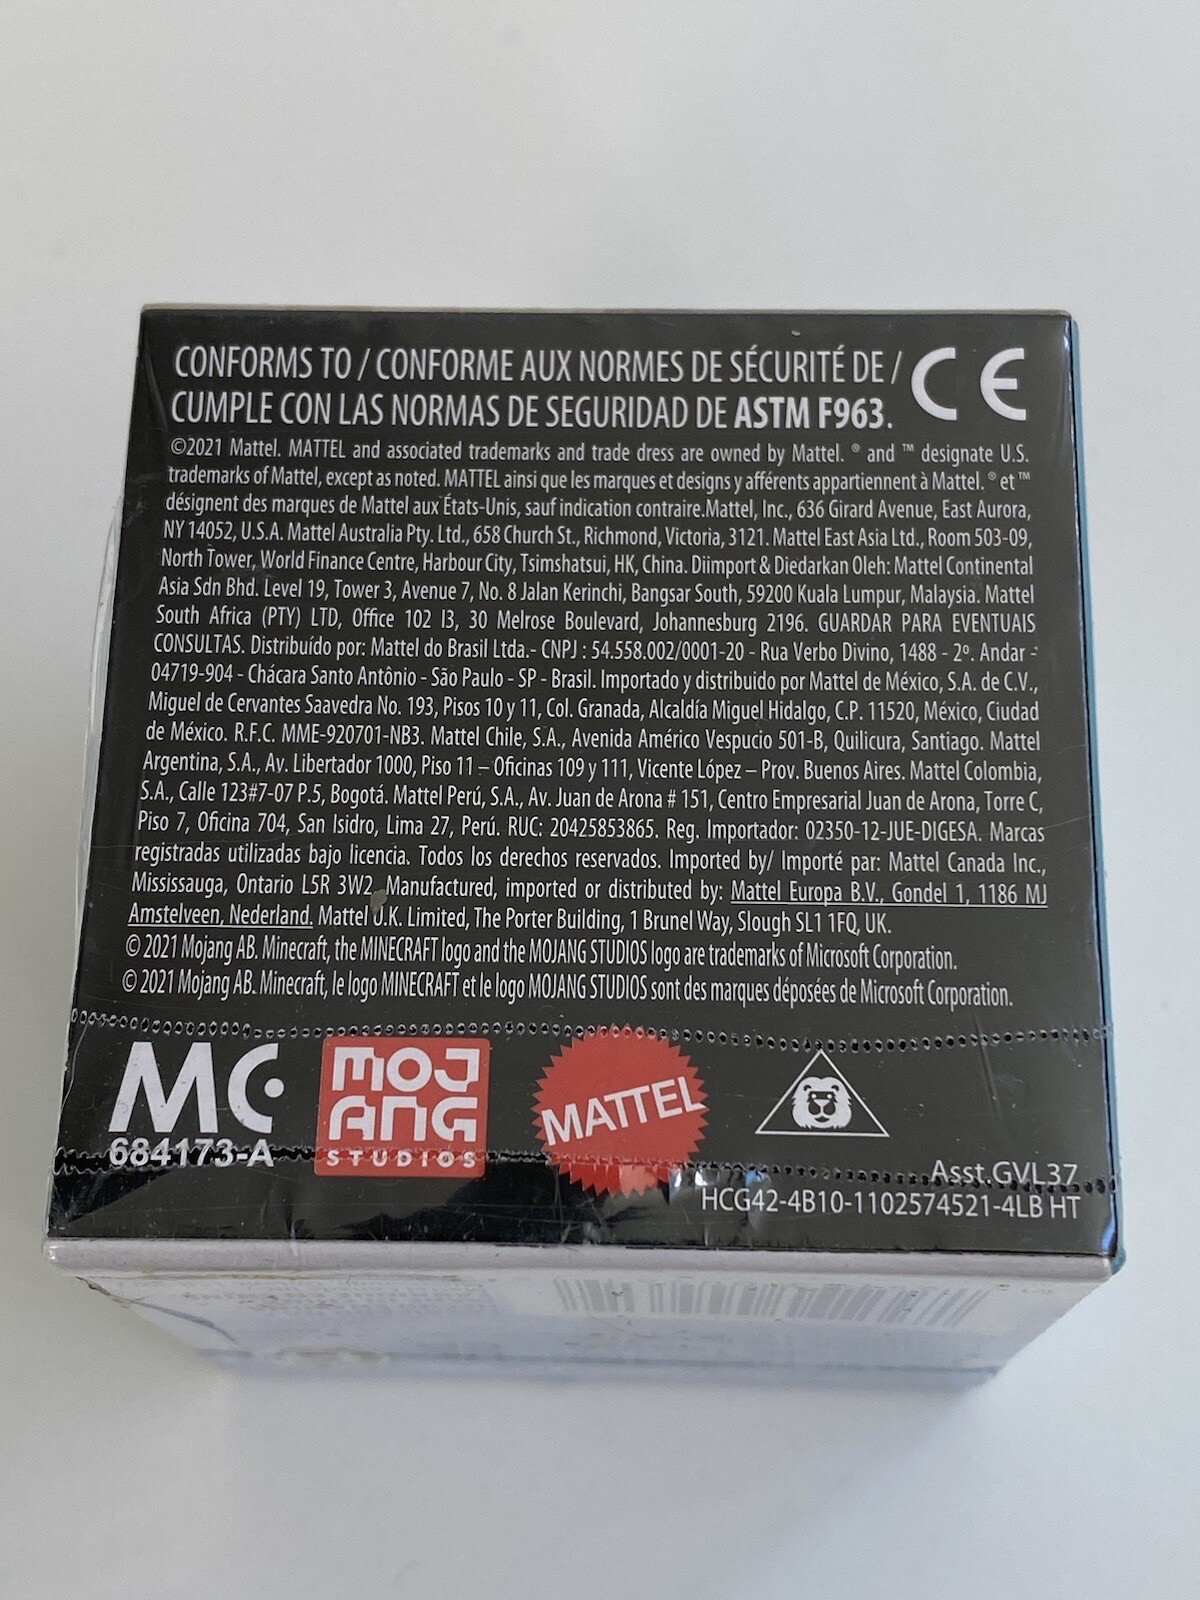 CONFORMS TO / CONFORME AUX NORMES DE SÉCURITÉ DE /
CUMPLE CON LAS NORMAS DE SEGURIDAD DE ASTM F963.
CE
©2021 Mattel. MATTEL and associated trademarks and trade dress are owned by Mattel. ® and ™ designate U.S.
trademarks of Mattel, except as noted. MATTEL ainsi que les marques et designs y afférents appartiennent à Mattel. ® et ™
désignent des marques de Mattel aux États-Unis, sauf indication contraire.Mattel, Inc., 636 Girard Avenue, East Aurora,
NY 14052, U.S.A. Mattel Australia Pty. Ltd., 658 Church St., Richmond, Victoria, 3121. Mattel East Asia Ltd., Room 503-09,
North Tower, World Finance Centre, Harbour City, Tsimshatsui, HK, China. Diimport & Diedarkan Oleh: Mattel Continental
Asia Sdn Bhd. Level 19, Tower 3, Avenue 7, No. 8 Jalan Kerinchi, Bangsar South, 59200 Kuala Lumpur, Malaysia. Mattel
South Africa (PTY) LTD, Office 102 I3, 30 Melrose Boulevard, Johannesburg 2196. GUARDAR PARA EVENTUAIS
CONSULTAS. Distribuído por: Mattel do Brasil Ltda.- CNPJ : 54.558.002/0001-20 - Rua Verbo Divino, 1488 - 2º. Andar -
04719-904 - Chácara Santo Antônio - São Paulo - SP - Brasil. Importado y distribuido por Mattel de México, S.A. de C.V.,
Miguel de Cervantes Saavedra No. 193, Pisos 10 y 11, Col. Granada, Alcaldía Miguel Hidalgo, C.P. 11520, México, Ciudad
de México. R.F.C. MME-920701-NB3. Mattel Chile, S.A., Avenida Américo Vespucio 501-B, Quilicura, Santiago. Mattel
Argentina, S.A., Av. Libertador 1000, Piso 11 – Oficinas 109 y 111, Vicente López – Prov. Buenos Aires. Mattel Colombia,
S.A., Calle 123#7-07 P.5, Bogotá. Mattel Perú, S.A., Av. Juan de Arona # 151, Centro Empresarial Juan de Arona, Torre C,
Piso 7, Oficina 704, San Isidro, Lima 27, Perú. RUC: 20425853865. Reg. Importador: 02350-12-JUE-DIGESA. Marcas
registradas utilizadas bajo licencia. Todos los derechos reservados. Imported by/ Importé par: Mattel Canada Inc.,
Mississauga, Ontario L5R 3W2. Manufactured, imported or distributed by: Mattel Europa B.V., Gondel 1, 1186 MJ
Amstelveen, Nederland. Mattel U.K. Limited, The Porter Building, 1 Brunel Way, Slough SL1 1FQ, UK.
© 2021 Mojang AB. Minecraft, the MINECRAFT logo and the MOJANG STUDIOS logo are trademarks of Microsoft Corporation.
© 2021 Mojang AB. Minecraft, le logo MINECRAFT et le logo MOJANG STUDIOS sont des marques déposées de Microsoft Corporation.
MC
684173-A
MOJ
ANG
STUDIOS
MATTEL
Asst.GVL37
HCG42-4B10-1102574521-4LB HT